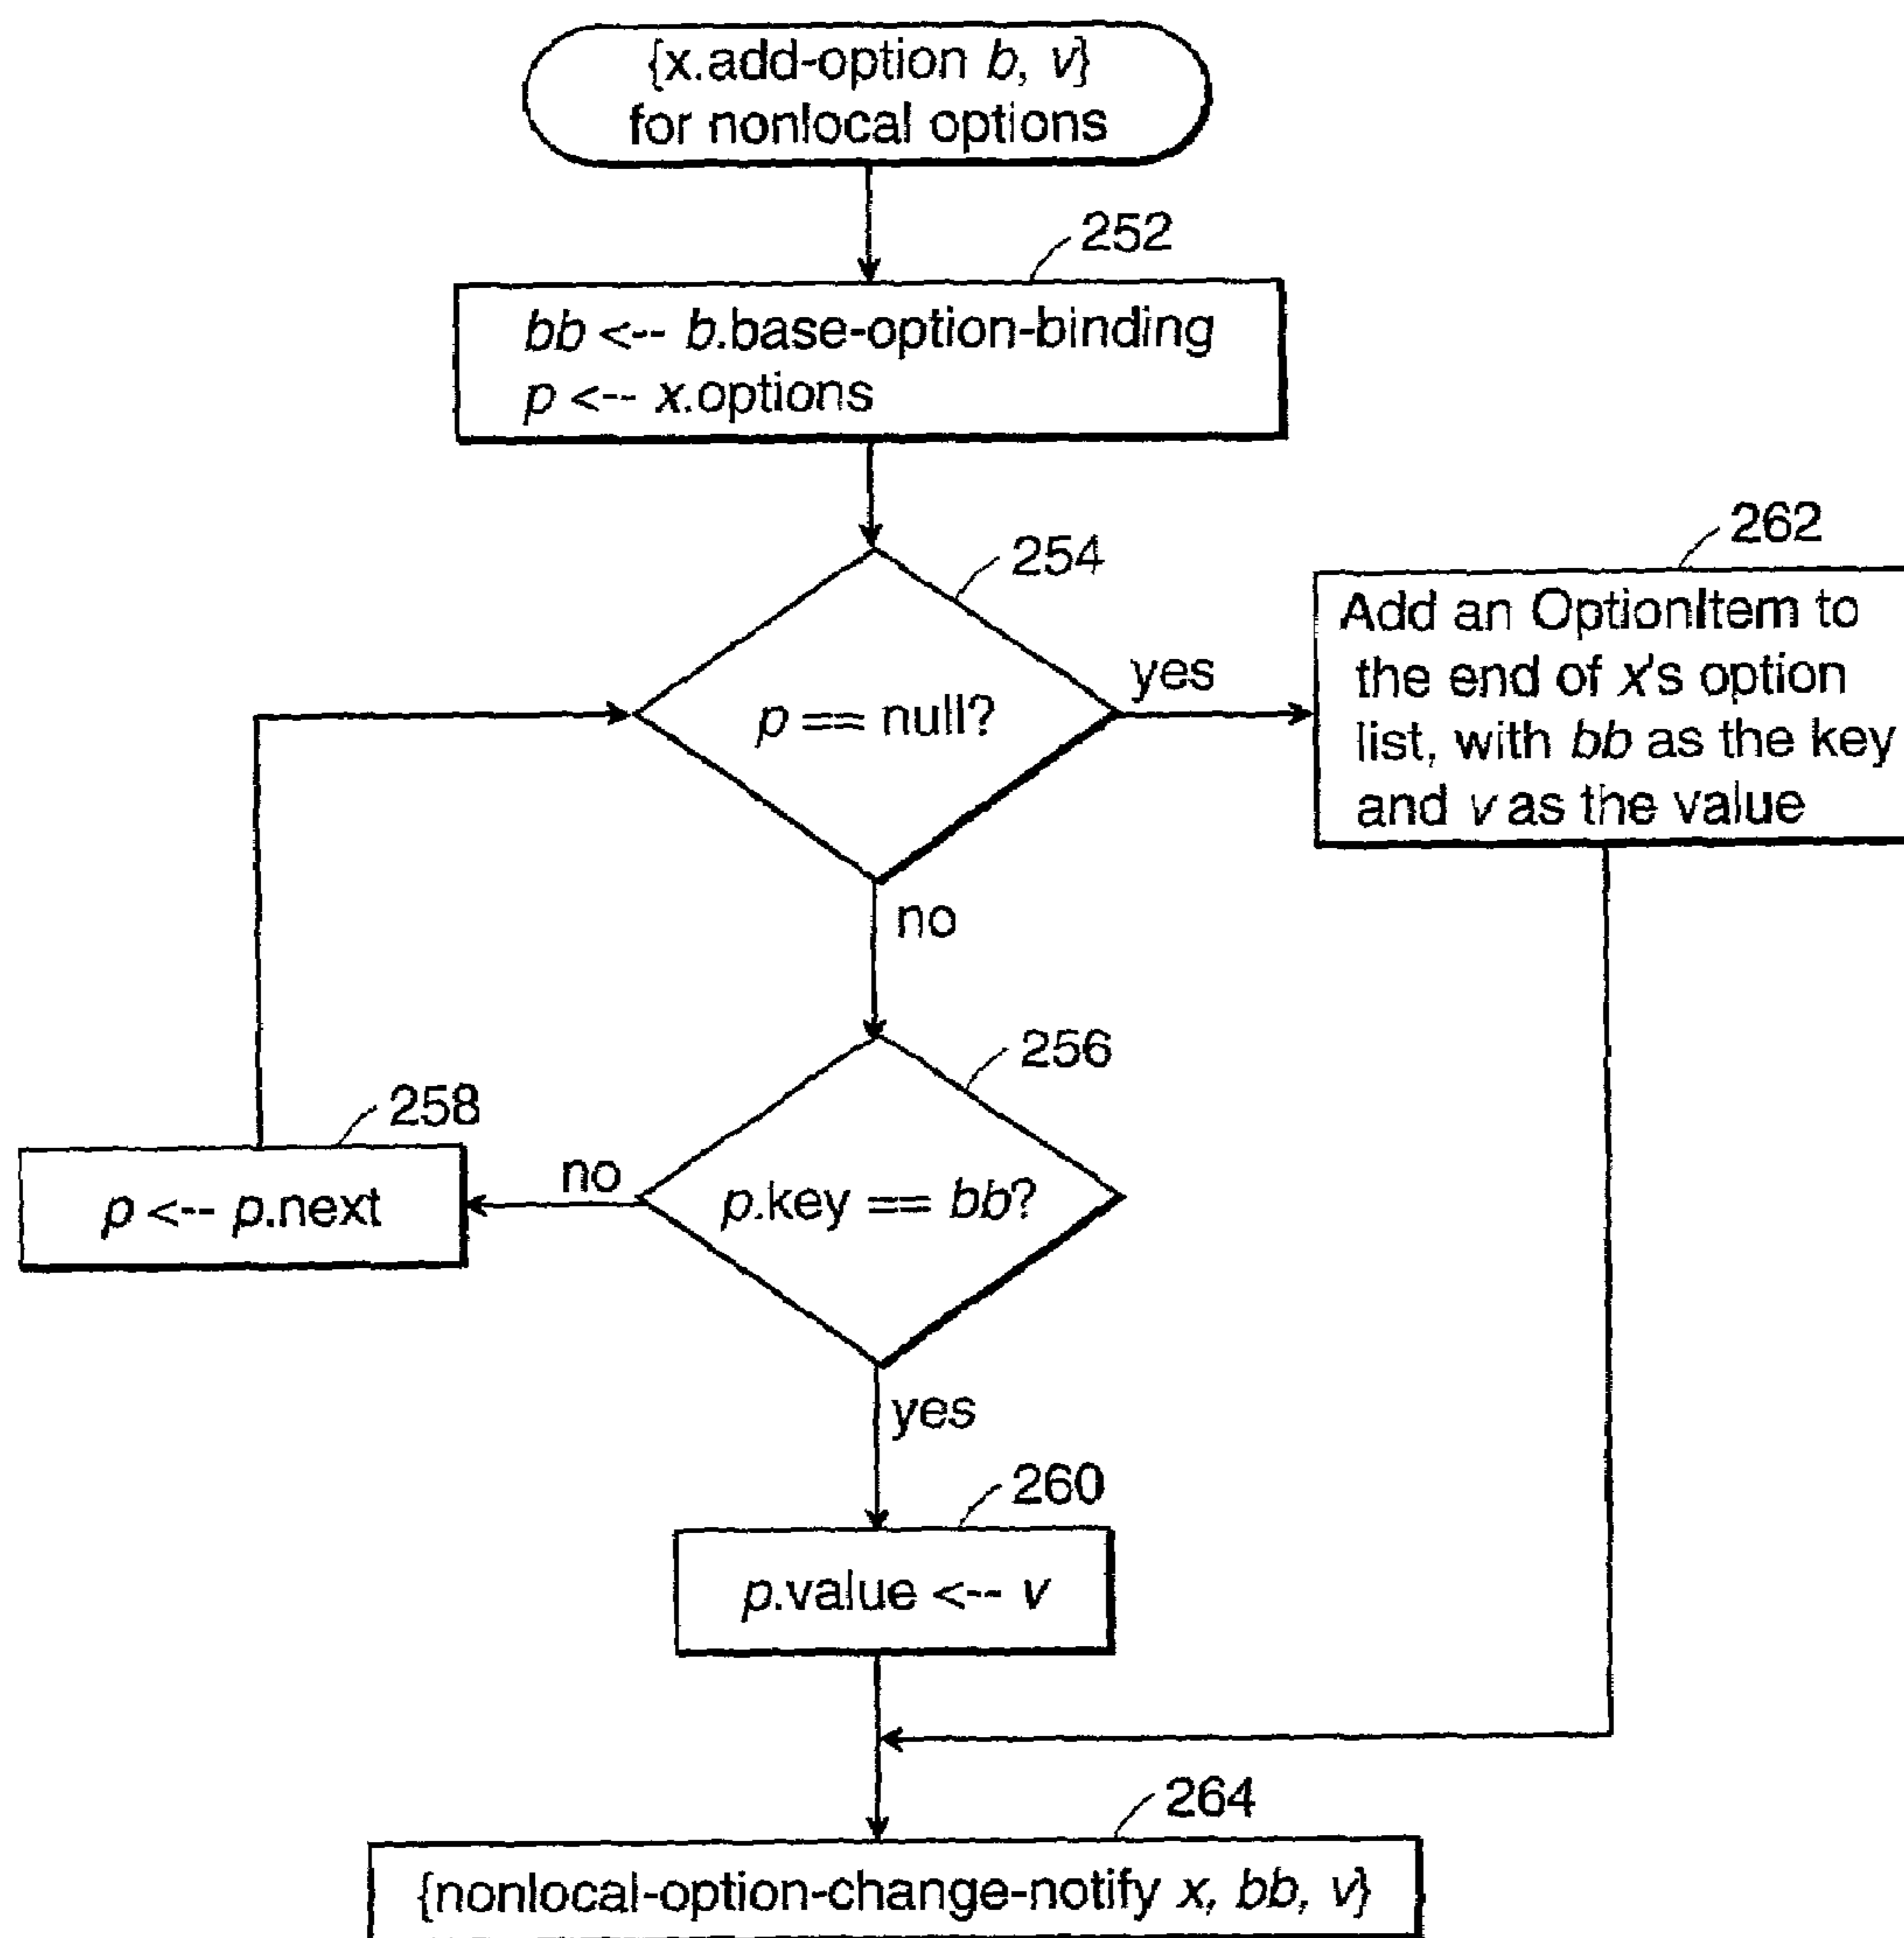 {x.add-option b, v}
for nonlocal options
252
bb <-- b.base-option-binding
p <-- x.options
254
p == null?
yes
262
Add an OptionItem to
the end of x's option
list, with bb as the key
and v as the value
no
256
p.key == bb?
no
258
p <-- p.next
yes
260
p.value <-- v
264
{nonlocal-option-change-notify x, bb, v}